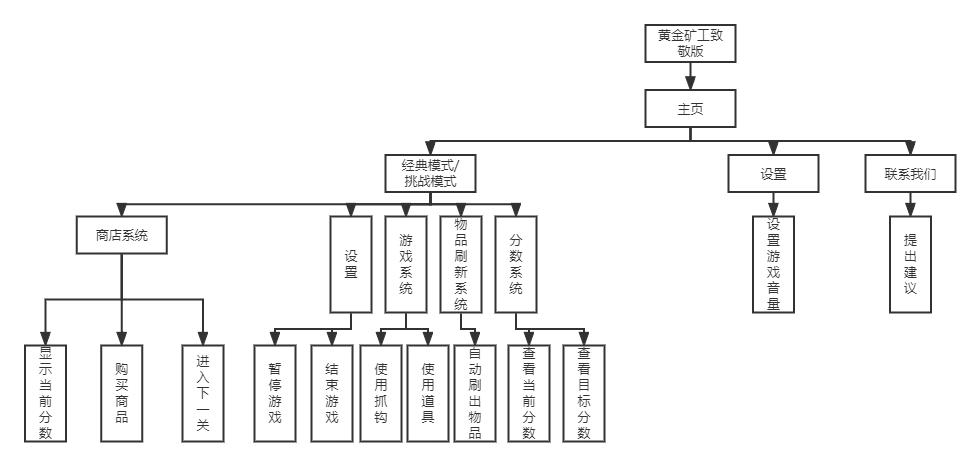 黄金矿工致
敬版
主页
经典模式/
挑战模式
设置
联系我们
商店系统
设置
游戏系统
物品刷新系统
分数系统
设置游戏音量
提出建议
显示当前分数
购买商品
进入下一关
暂停游戏
结束游戏
使用抓钩
使用道具
自动刷出物品
查看当前分数
查看目标分数